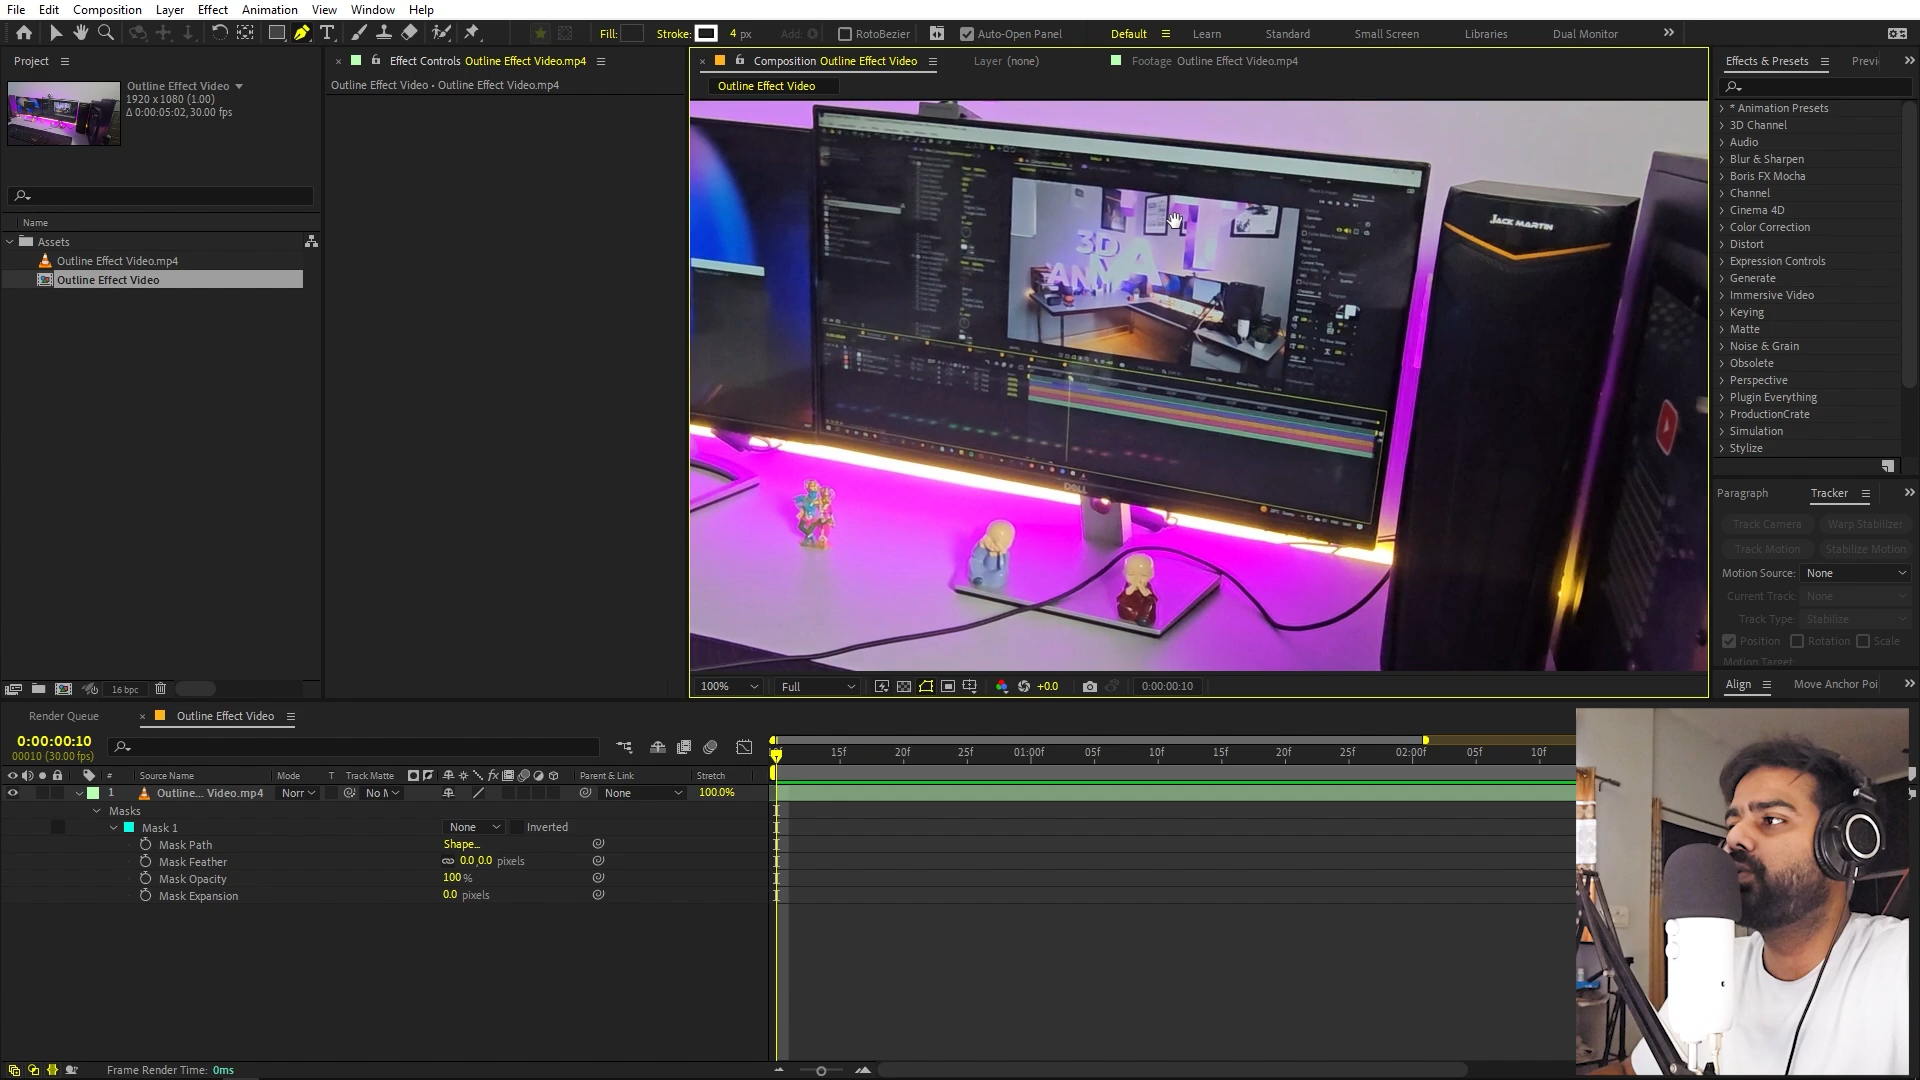 File Edit Composition Layer Effect Animation View Window Help
Fill: Stroke: 4 px Add: RotoBezier Auto-Open Panel Default Learn Standard Small Screen Libraries Dual Monitor
Project
Effect Controls Outline Effect Video.mp4
Composition Outline Effect Video
Layer (none)
Footage Outline Effect Video.mp4
Effects & Presets
Previ
Outline Effect Video
1920 x 1080 (1.00)
Δ 0:00:05:02, 30.00 fps
Outline Effect Video • Outline Effect Video.mp4
Outline Effect Video
Name
Assets
Outline Effect Video.mp4
Outline Effect Video
3D
JACK MARTIN
DELL
* Animation Presets
3D Channel
Audio
Blur & Sharpen
Boris FX Mocha
Channel
Cinema 4D
Color Correction
Distort
Expression Controls
Generate
Immersive Video
Keying
Matte
Noise & Grain
Obsolete
Perspective
Plugin Everything
ProductionCrate
Simulation
Stylize
Paragraph Tracker
Track Camera Warp Stabilizer
Track Motion Stabilize Motion
Motion Source: None
Current Track: None
Track Type: Stabilize
Position Rotation Scale
Motion Target:
Align Move Anchor Poi
16 bpc
100% Full +0.0 0:00:00:10
Render Queue Outline Effect Video
0:00:00:10
00010 (30.00 fps)
15f 20f 25f 01:00f 05f 10f 15f 20f 25f 02:00f 05f 10f
# Source Name Mode T Track Matte fx Parent & Link Stretch
1 Outline... Video.mp4 Norr No M None 100.0%
Masks
Mask 1 None Inverted
Mask Path Shape...
Mask Feather 0.0,0.0 pixels
Mask Opacity 100 %
Mask Expansion 0.0 pixels
Frame Render Time: 0ms